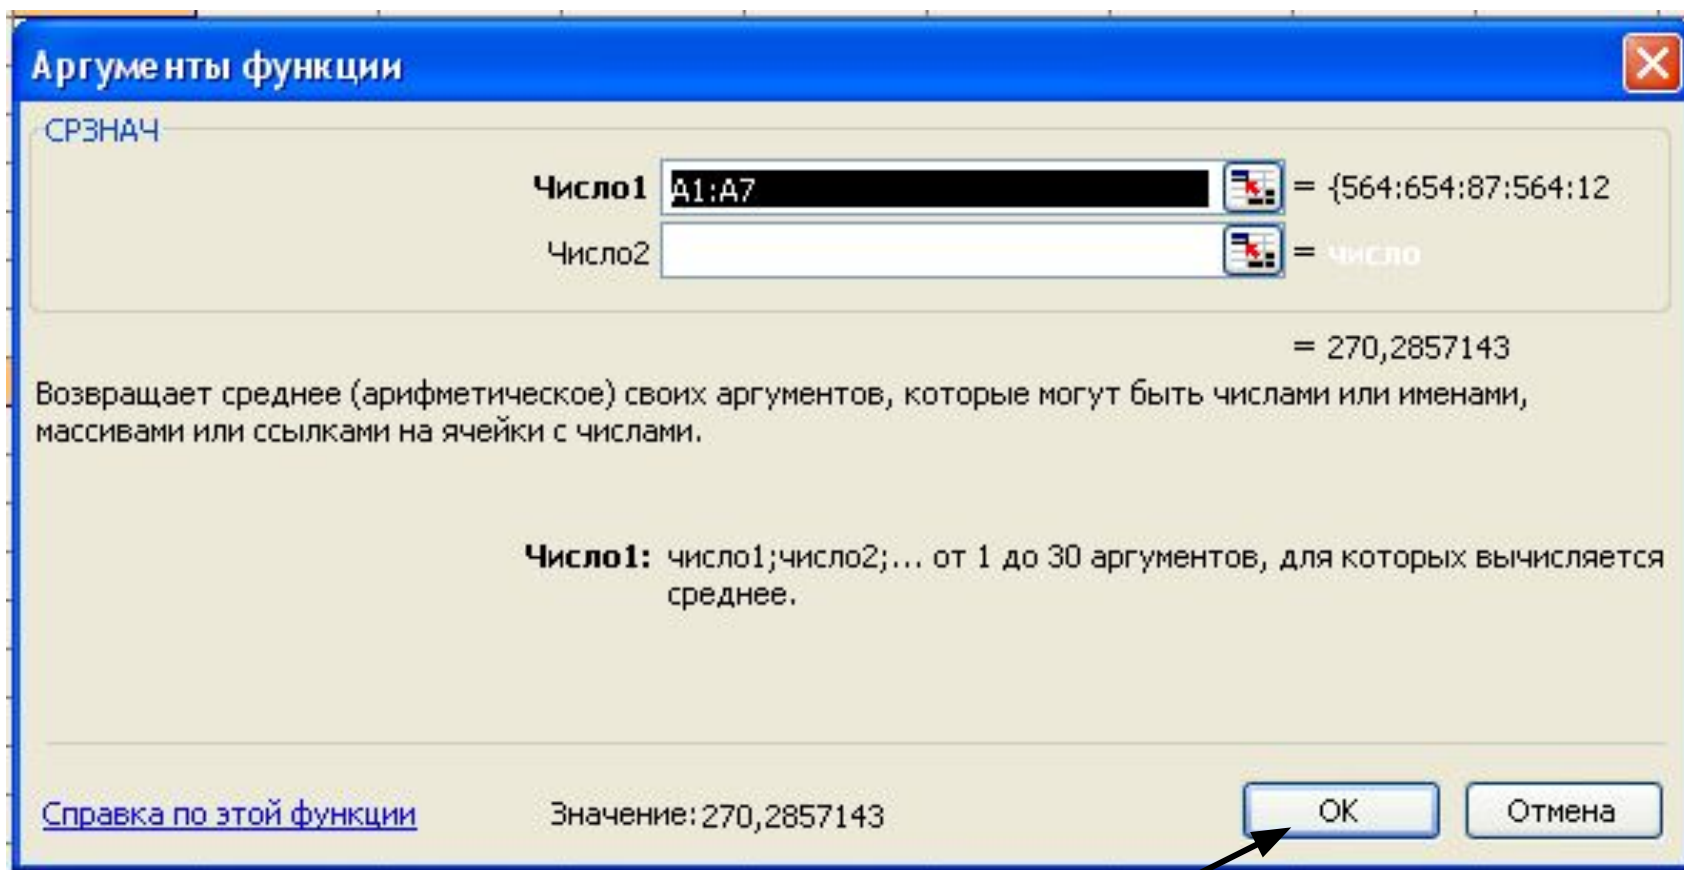 Аргументы функции
СРЗНАЧ
Число1 A1:A7 = {564:654:87:564:12
Число2 = число
= 270,2857143
Возвращает среднее (арифметическое) своих аргументов, которые могут быть числами или именами,
массивами или ссылками на ячейки с числами.
Число1: число1;число2;... от 1 до 30 аргументов, для которых вычисляется
среднее.
Справка по этой функции Значение:270,2857143 ОК Отмена